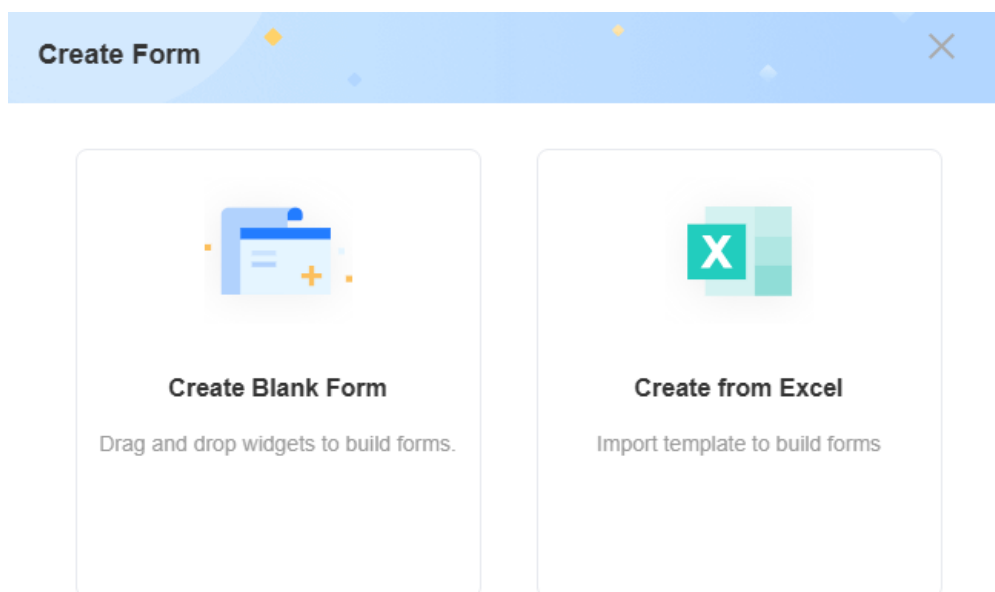 Create Form
Create Blank Form
Drag and drop widgets to build forms.
Create from Excel
Import template to build forms